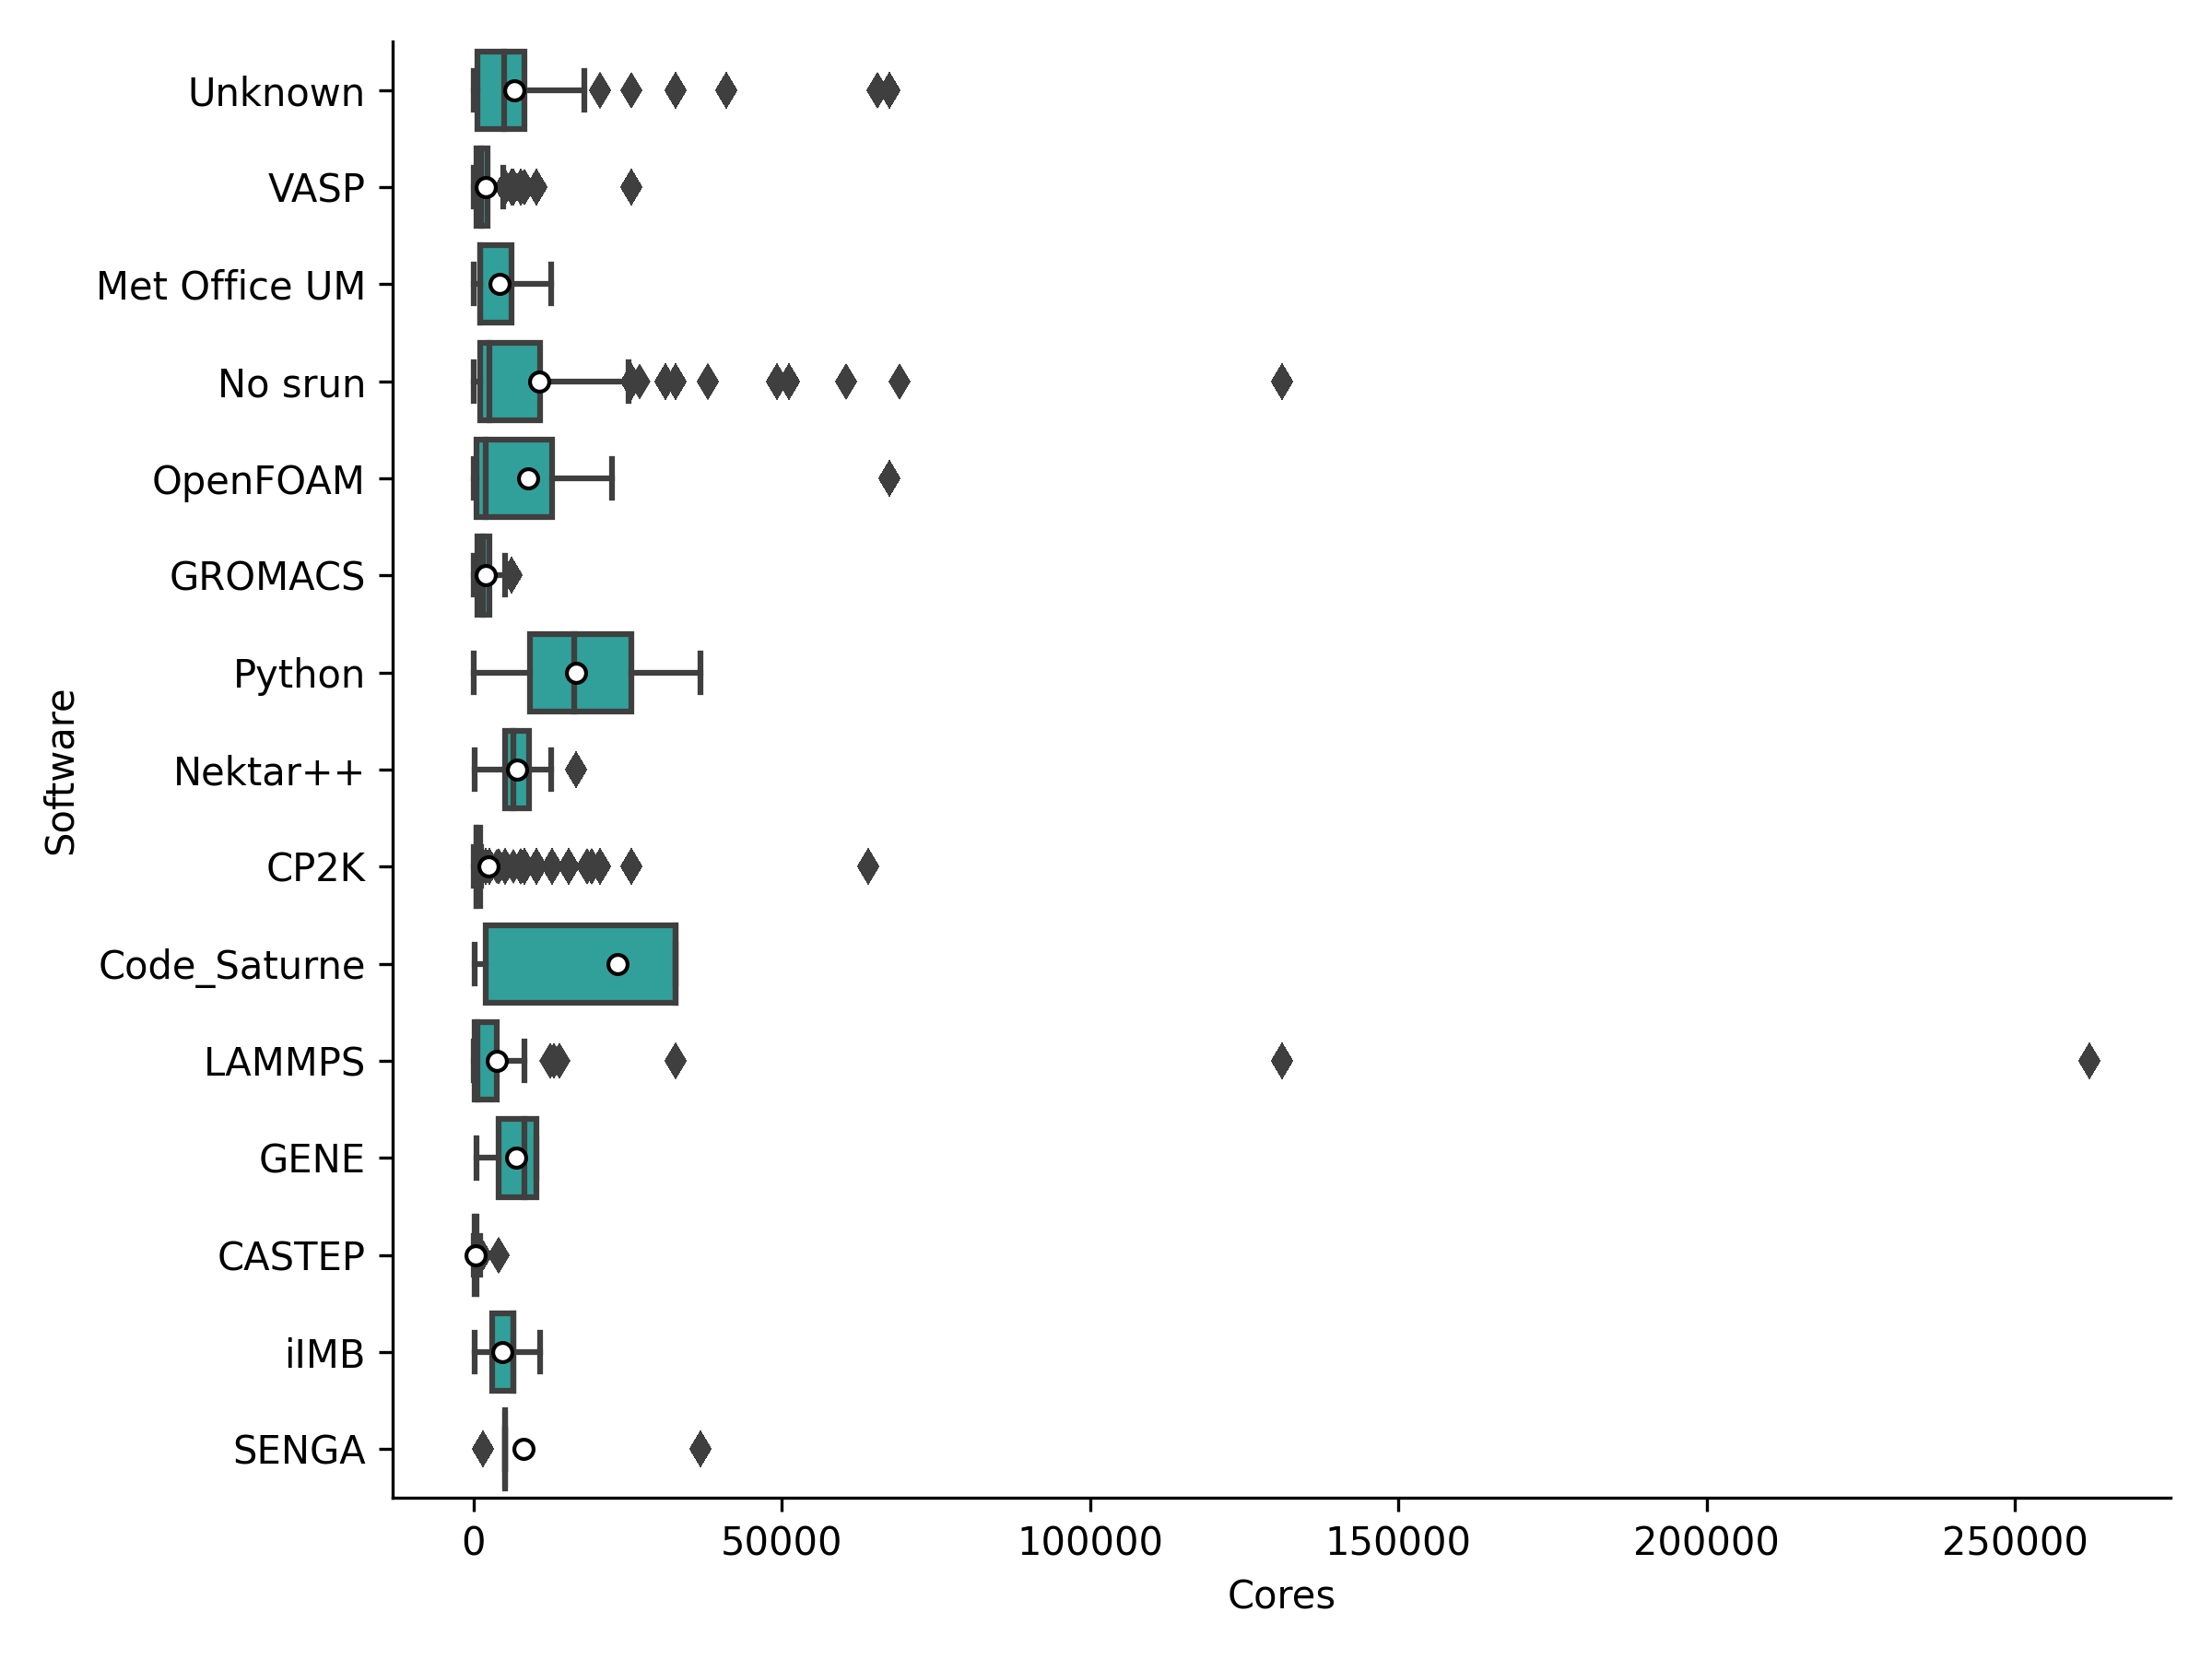 Software
Unknown
VASP
Met Office UM
No srun
OpenFOAM
GROMACS
Python
Nektar++
CP2K
Code_Saturne
LAMMPS
GENE
CASTEP
iIMB
SENGA
0 50000 100000 150000 200000 250000
Cores